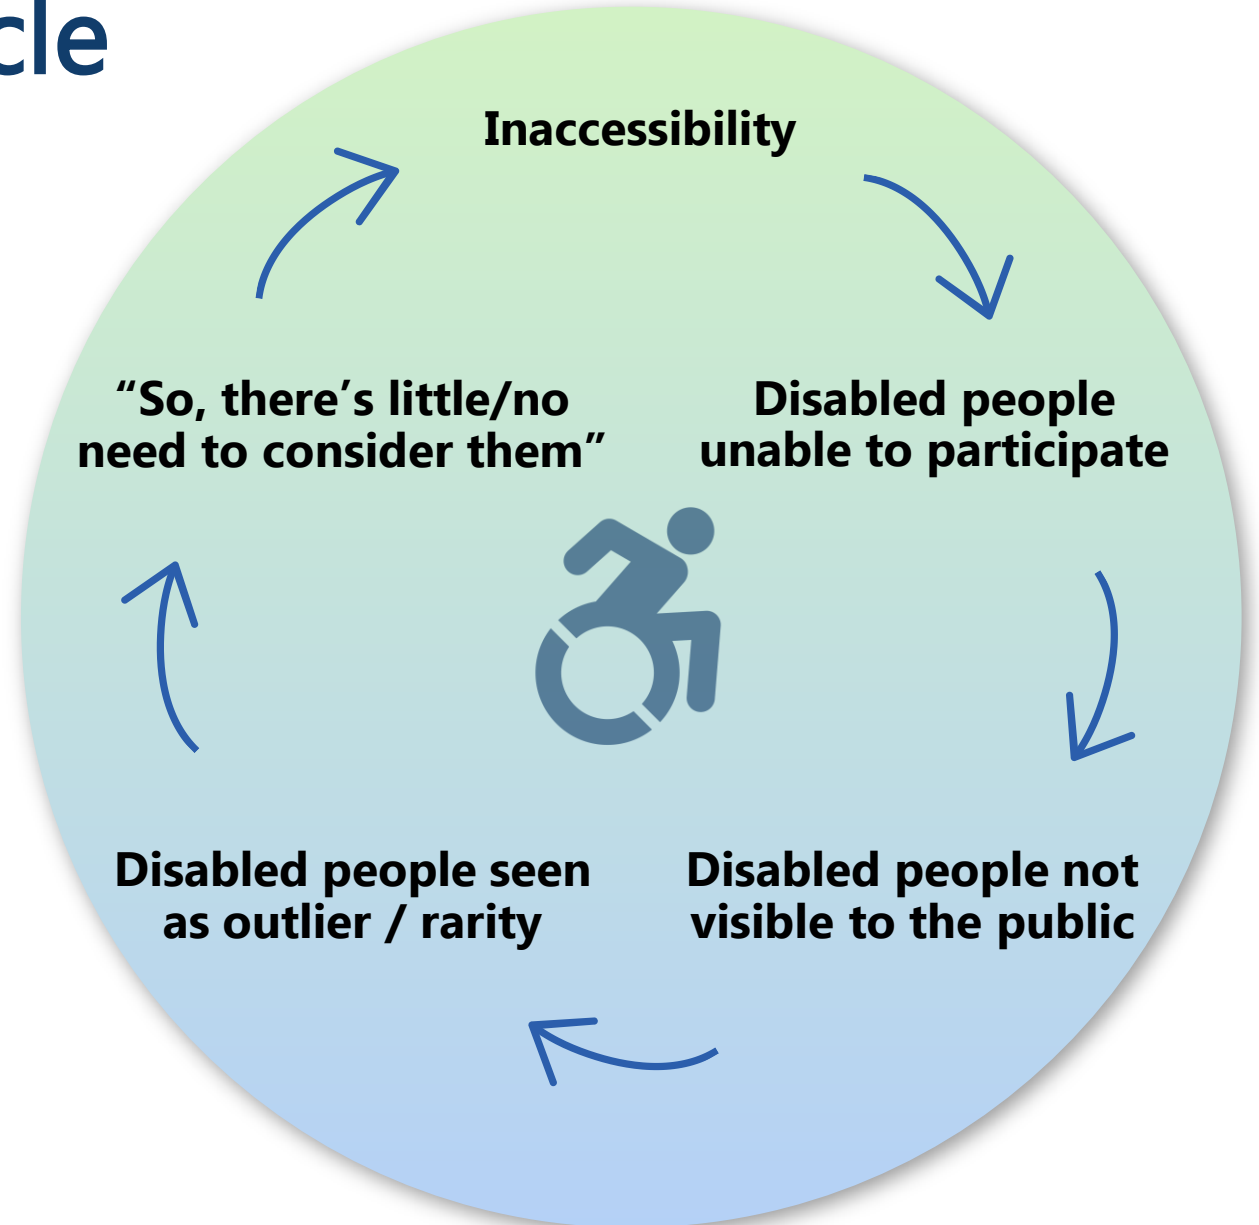 cle
Inaccessibility
“So, there’s little/no
need to consider them”
Disabled people
unable to participate
Disabled people seen
as outlier / rarity
Disabled people not
visible to the public